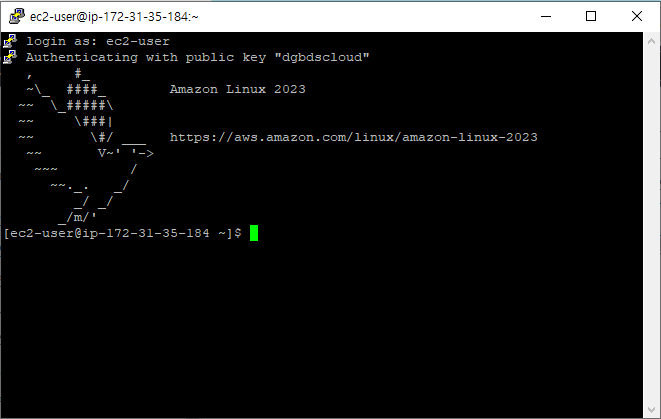 ec2-user@ip-172-31-35-184:~
login as: ec2-user
Authenticating with public key "dgbdscloud"
   ,     #_
   ~\_  ####_        Amazon Linux 2023
  ~~  \_#####\
  ~~     \###|
  ~~       \#/ ___   https://aws.amazon.com/linux/amazon-linux-2023
   ~~       V~' '->
    ~~~         /
      ~~._.   _/
         _/ _/
       _/m/'
[ec2-user@ip-172-31-35-184 ~]$